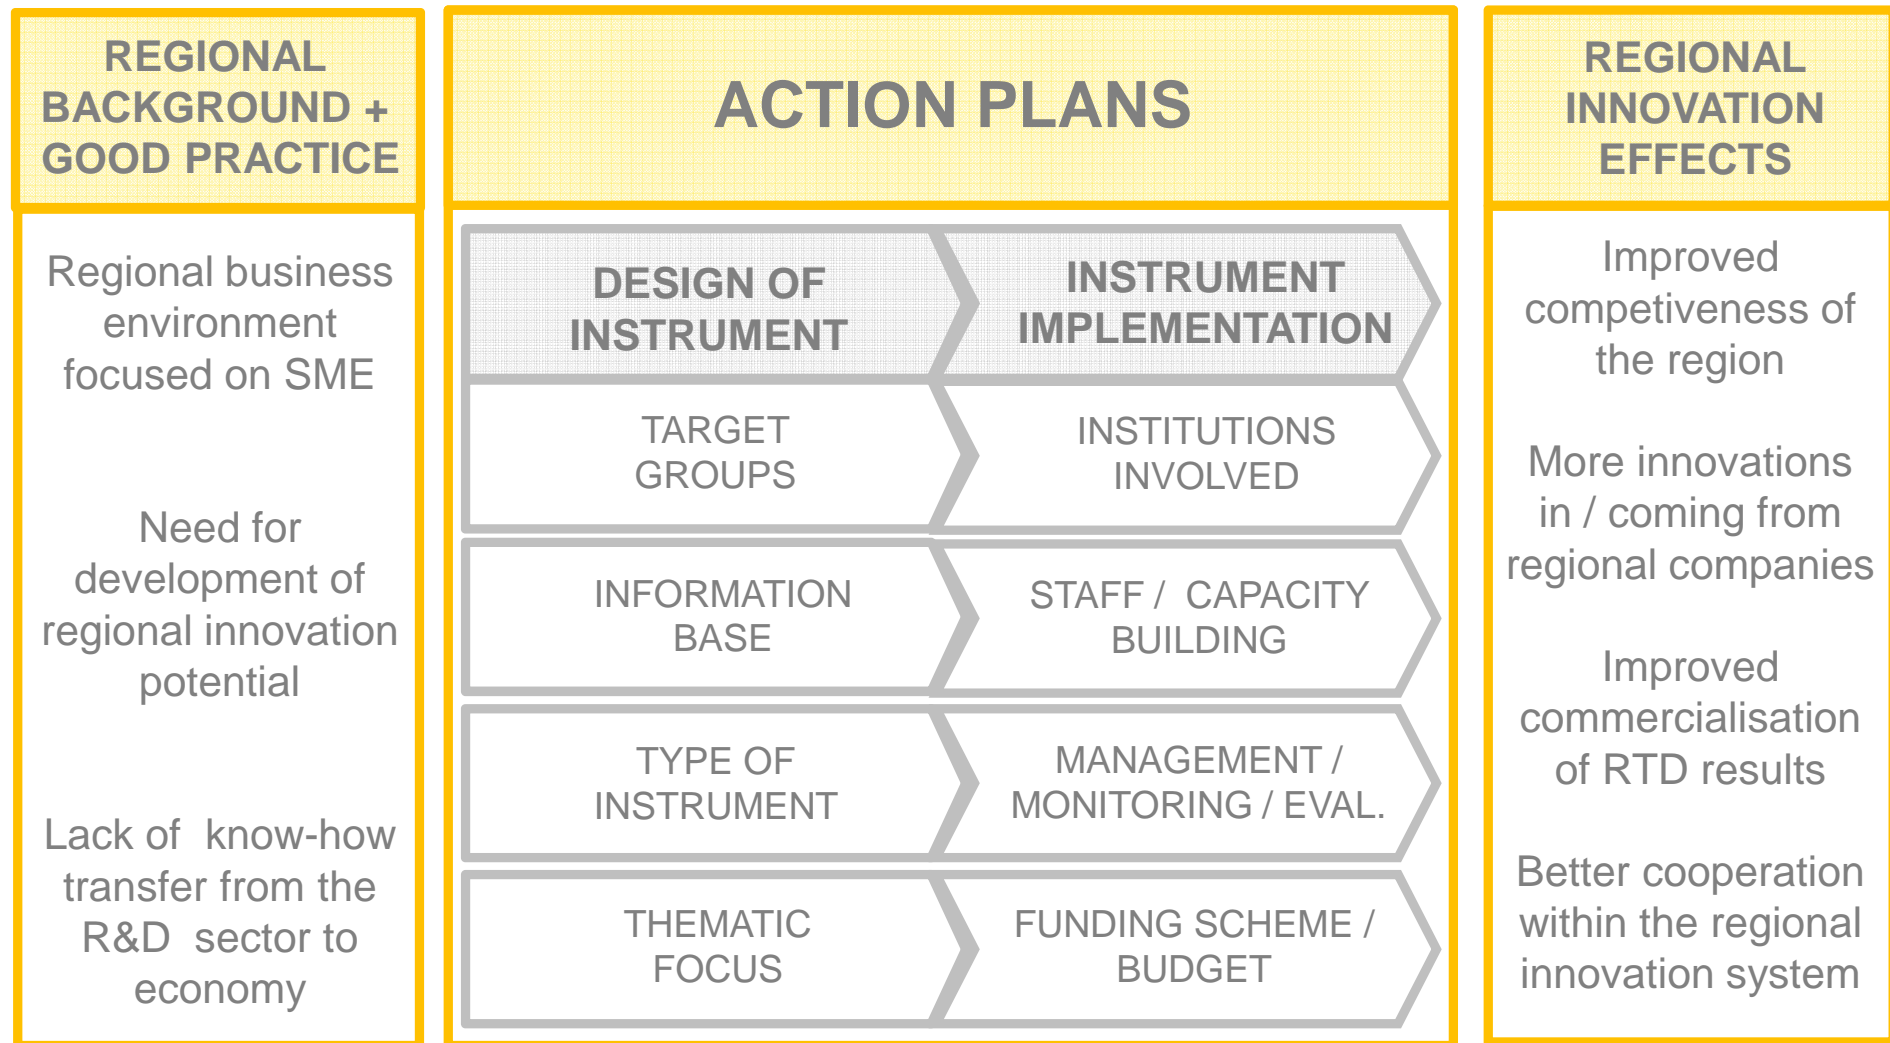 REGIONAL
BACKGROUND +
GOOD PRACTICE
Regional business
environment
focused on SME
Need for
development of
regional innovation
potential
Lack of know-how
transfer from the
R&D sector to
economy
ACTION PLANS
DESIGN OF
INSTRUMENT
INSTRUMENT
IMPLEMENTATION
TARGET
GROUPS
INSTITUTIONS
INVOLVED
INFORMATION
BASE
STAFF / CAPACITY
BUILDING
TYPE OF
INSTRUMENT
MANAGEMENT /
MONITORING / EVAL.
THEMATIC
FOCUS
FUNDING SCHEME /
BUDGET
REGIONAL
INNOVATION
EFFECTS
Improved
competiveness of
the region
More innovations
in / coming from
regional companies
Improved
commercialisation
of RTD results
Better cooperation
within the regional
innovation system